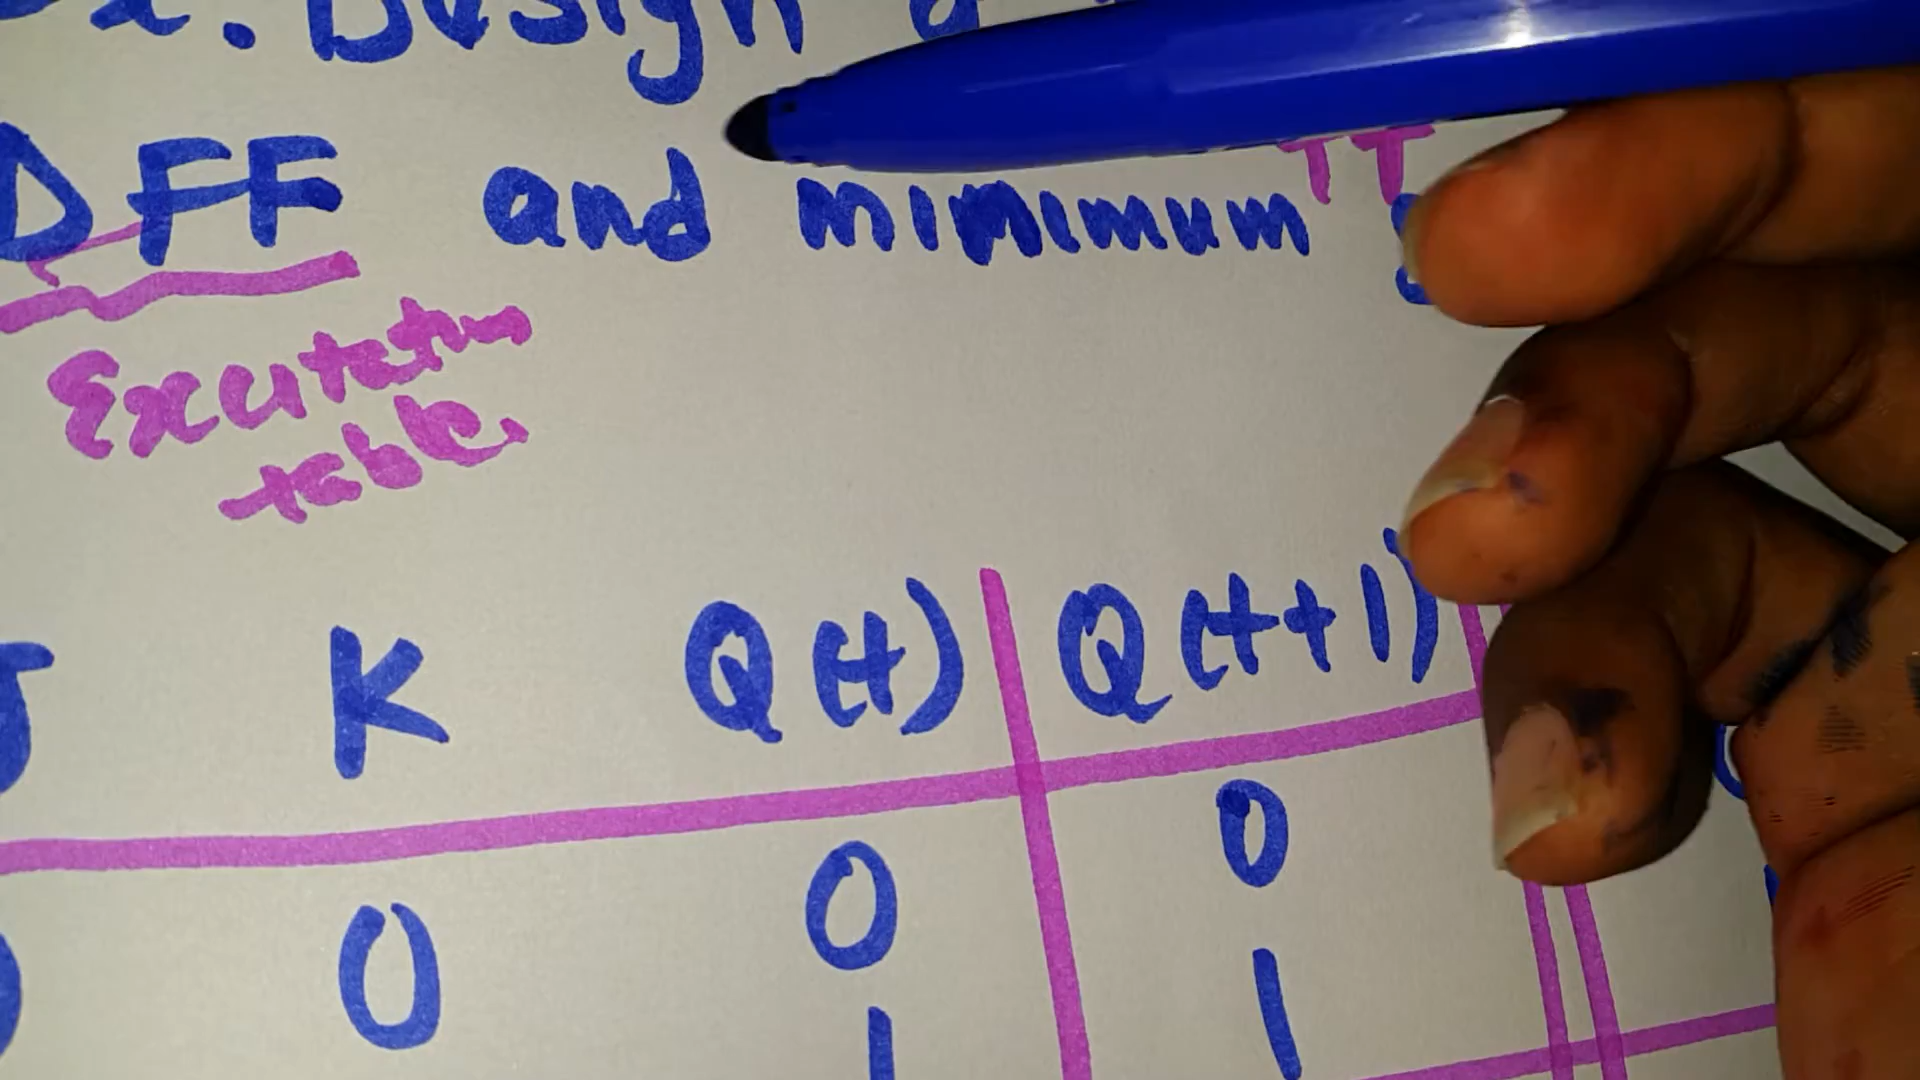 Design a
DFF and minimum
Excitation
table.
J K Q(t) Q(t+1)
0 0 0
1 1